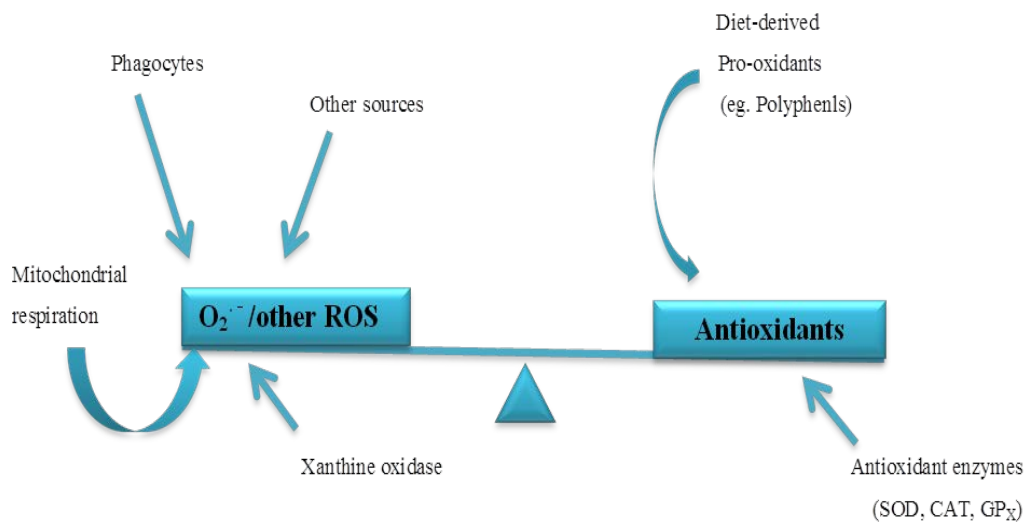 Diet-derived
Pro-oxidants
(eg. Polyphenls)
Phagocytes
Other sources
Mitochondrial
respiration
O₂·⁻/other ROS
Antioxidants
Xanthine oxidase
Antioxidant enzymes
(SOD, CAT, GPX)